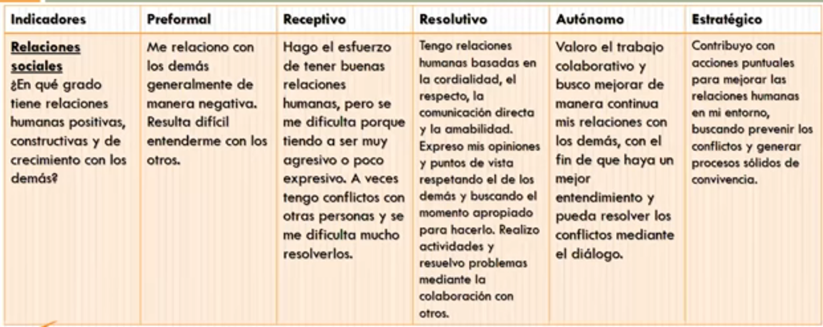 Indicadores
Preformal
Receptivo
Resolutivo
Autónomo
Estratégico
Relaciones
sociales
¿En qué grado
tiene relaciones
humanas positivas,
constructivas y de
crecimiento con los
demás?
Me relaciono con
los demás
generalmente de
manera negativa.
Resulta difícil
entenderme con los
otros.
Hago el esfuerzo
de tener buenas
relaciones
humanas, pero se
me dificulta porque
tiendo a ser muy
agresivo o poco
expresivo. A veces
tengo conflictos con
otras personas y se
me dificulta mucho
resolverlos.
Tengo relaciones
humanas basadas en
la cordialidad, el
respecto, la
comunicación directa
y la amabilidad.
Expreso mis opiniones
y puntos de vista
respetando el de los
demás y buscando el
momento apropiado
para hacerlo. Realizo
actividades y
resuelvo problemas
mediante la
colaboración con
otros.
Valoro el trabajo
colaborativo y
busco mejorar de
manera continua
mis relaciones con
los demás, con el
fin de que haya un
mejor
entendimiento y
pueda resolver los
conflictos mediante
el diálogo.
Contribuyo con
acciones puntuales
para mejorar las
relaciones humanas
en mi entorno,
buscando prevenir los
conflictos y generar
procesos sólidos de
convivencia.